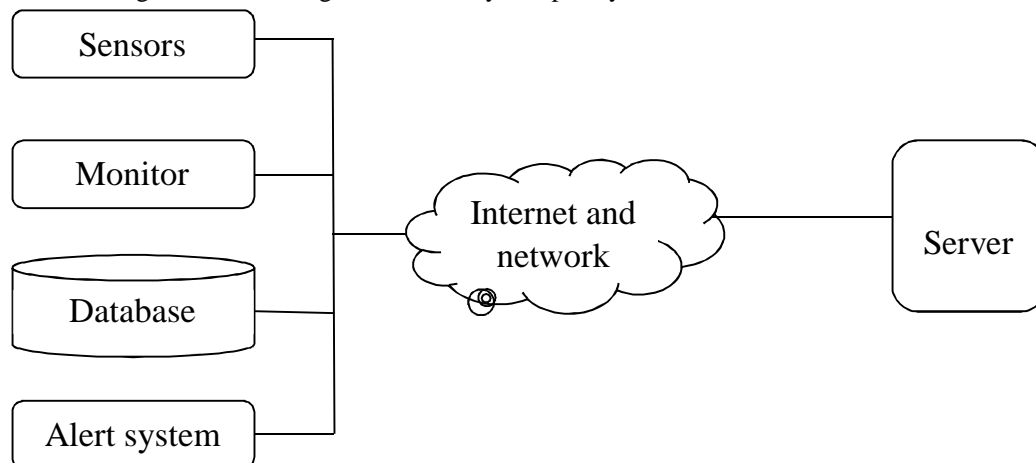 Sensors
Monitor
Internet and
network
Server
Database
Alert system